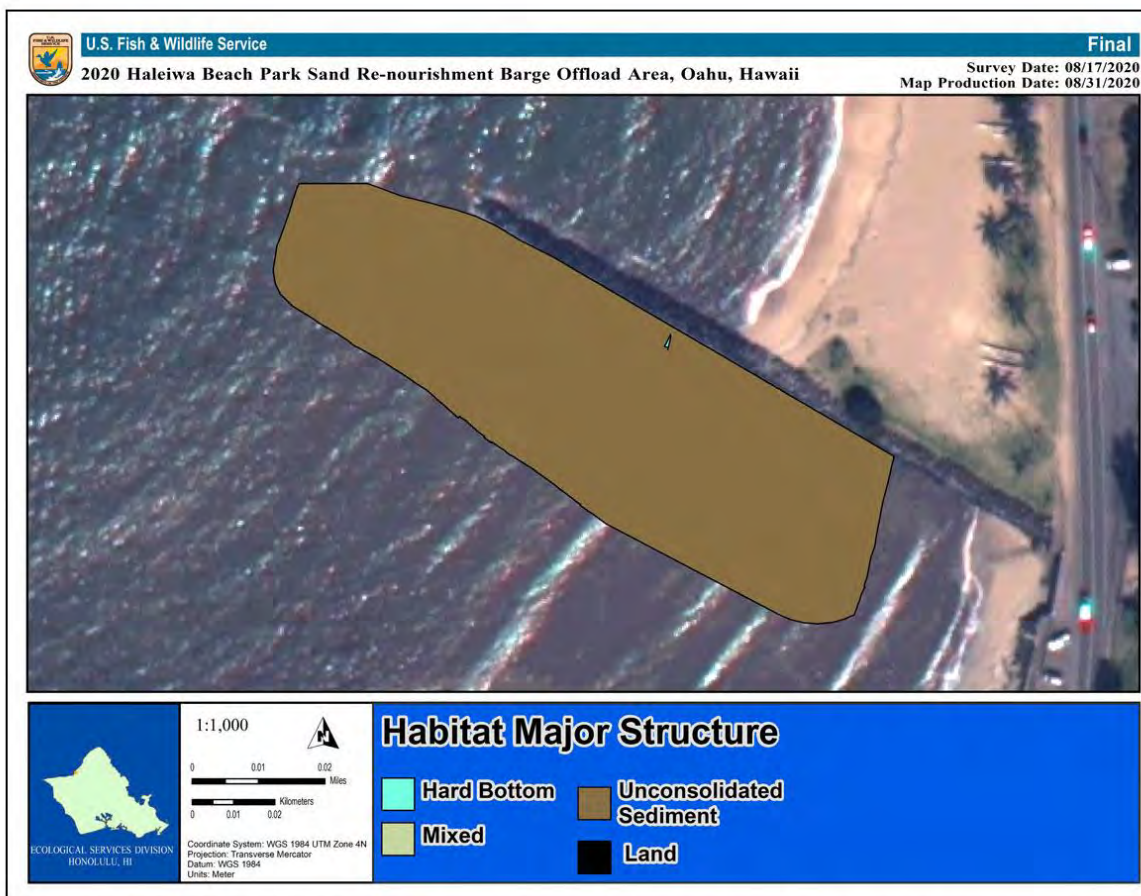 U.S.
FISH & WILDLIFE
SERVICE
U.S. Fish & Wildlife Service
Final
2020 Haleiwa Beach Park Sand Re-nourishment Barge Offload Area, Oahu, Hawaii
Survey Date: 08/17/2020
Map Production Date: 08/31/2020
ECOLOGICAL SERVICES DIVISION
HONOLULU, HI
1:1,000
N
0 0.01 0.02
Miles
Kilometers
0 0.01 0.02
Coordinate System: WGS 1984 UTM Zone 4N
Projection: Transverse Mercator
Datum: WGS 1984
Units: Meter
Habitat Major Structure
Hard Bottom
Mixed
Unconsolidated
Sediment
Land